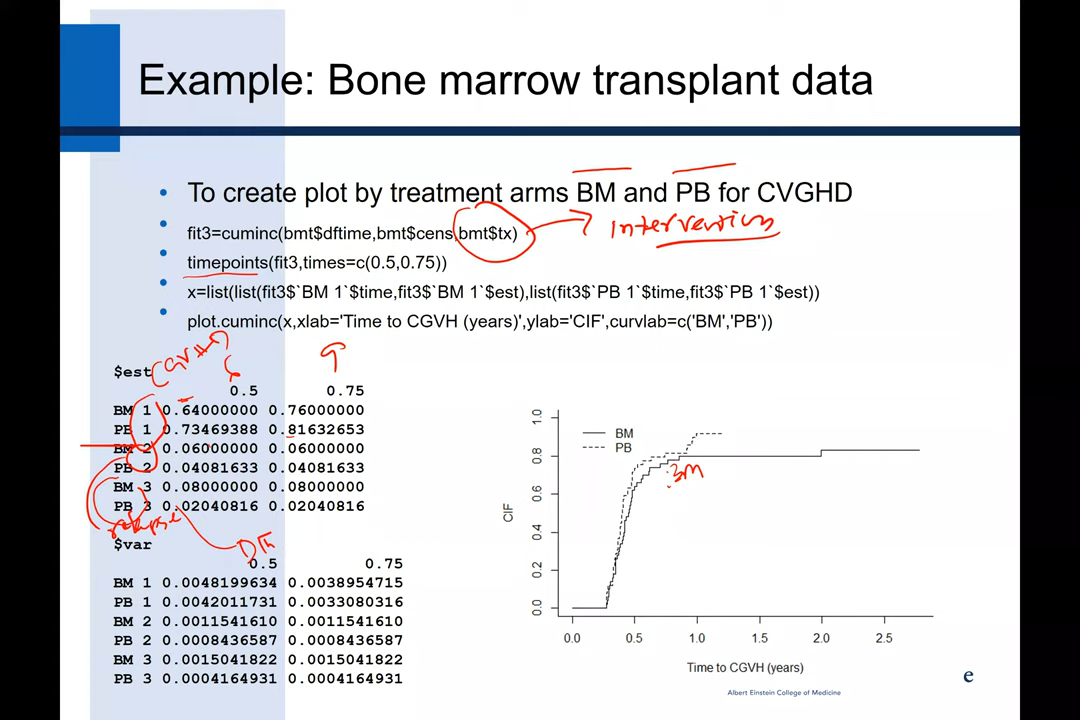 Example: Bone marrow transplant data
• To create plot by treatment arms BM and PB for CVGHD
• fit3=cuminc(bmt$dftime,bmt$cens,bmt$tx)
Intervention
• timepoints(fit3,times=c(0.5,0.75))
• x=list(list(fit3$`BM 1`$time,fit3$`BM 1`$est),list(fit3$`PB 1`$time,fit3$`PB 1`$est))
• plot.cuminc(x,xlab='Time to CGVH (years)',ylab='CIF',curvlab=c('BM','PB'))
6 9
$est
0.5 0.75
BM 1 0.64000000 0.76000000
PB 1 0.73469388 0.81632653
BM 2 0.06000000 0.06000000
PB 2 0.04081633 0.04081633
BM 3 0.08000000 0.08000000
PB 3 0.02040816 0.02040816
relapse
$var
0.5 0.75
BM 1 0.0048199634 0.0038954715
PB 1 0.0042011731 0.0033080316
BM 2 0.0011541610 0.0011541610
PB 2 0.0008436587 0.0008436587
BM 3 0.0015041822 0.0015041822
PB 3 0.0004164931 0.0004164931
BM
PB
BM
CIF
0.0 0.2 0.4 0.6 0.8 1.0
0.0 0.5 1.0 1.5 2.0 2.5
Time to CGVH (years)
e
Albert Einstein College of Medicine